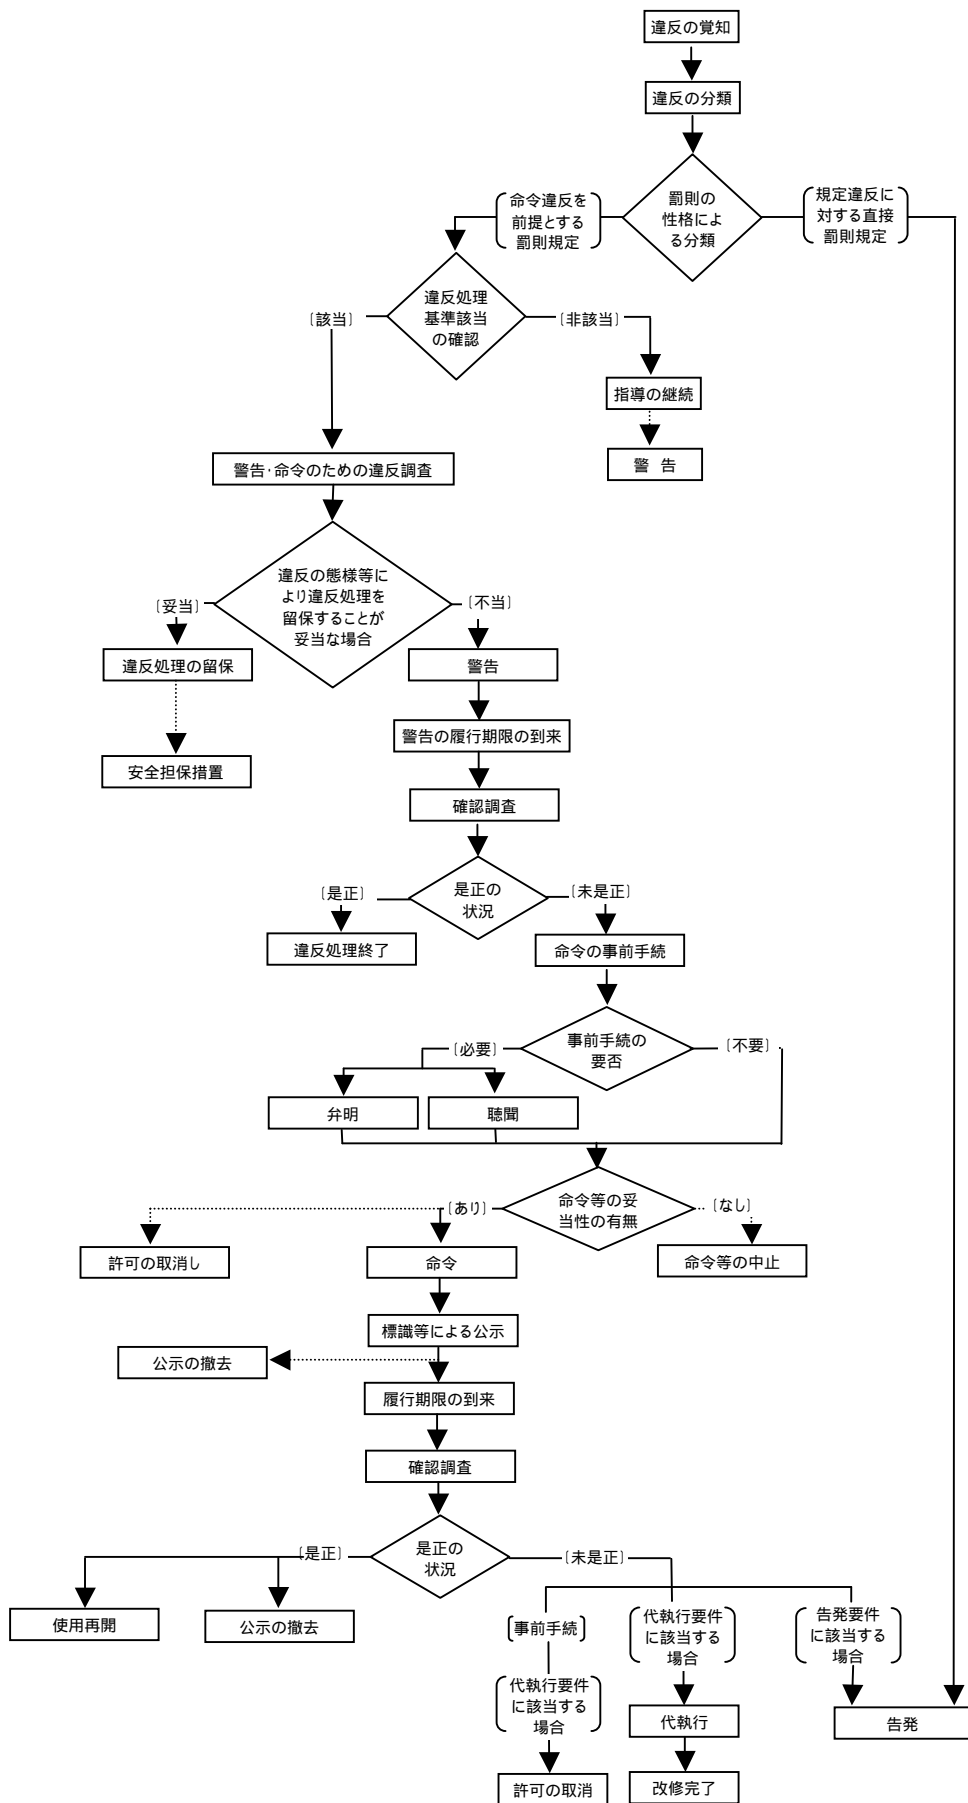 違反の覚知
違反の分類
罰則の
性格によ
る分類
命令違反を
前提とする
罰則規定
規定違反に
対する直接
罰則規定
違反処理
基準該当
の確認
〔該当〕
〔非該当〕
指導の継続
警 告
警告・命令のための違反調査
違反の態様等に
より違反処理を
留保することが
妥当な場合
〔妥当〕
〔不当〕
違反処理の留保
警告
安全担保措置
警告の履行期限の到来
確認調査
是正の
状況
〔是正〕
〔未是正〕
違反処理終了
命令の事前手続
事前手続の
要否
〔必要〕
〔不要〕
弁明
聴聞
命令等の妥
当性の有無
〔あり〕
〔なし〕
許可の取消し
命令
命令等の中止
標識等による公示
公示の撤去
履行期限の到来
確認調査
是正の
状況
〔是正〕
〔未是正〕
使用再開
公示の撤去
〔事前手続〕
代執行要件
に該当する
場合
告発要件
に該当する
場合
代執行要件
に該当する
場合
代執行
告発
許可の取消
改修完了